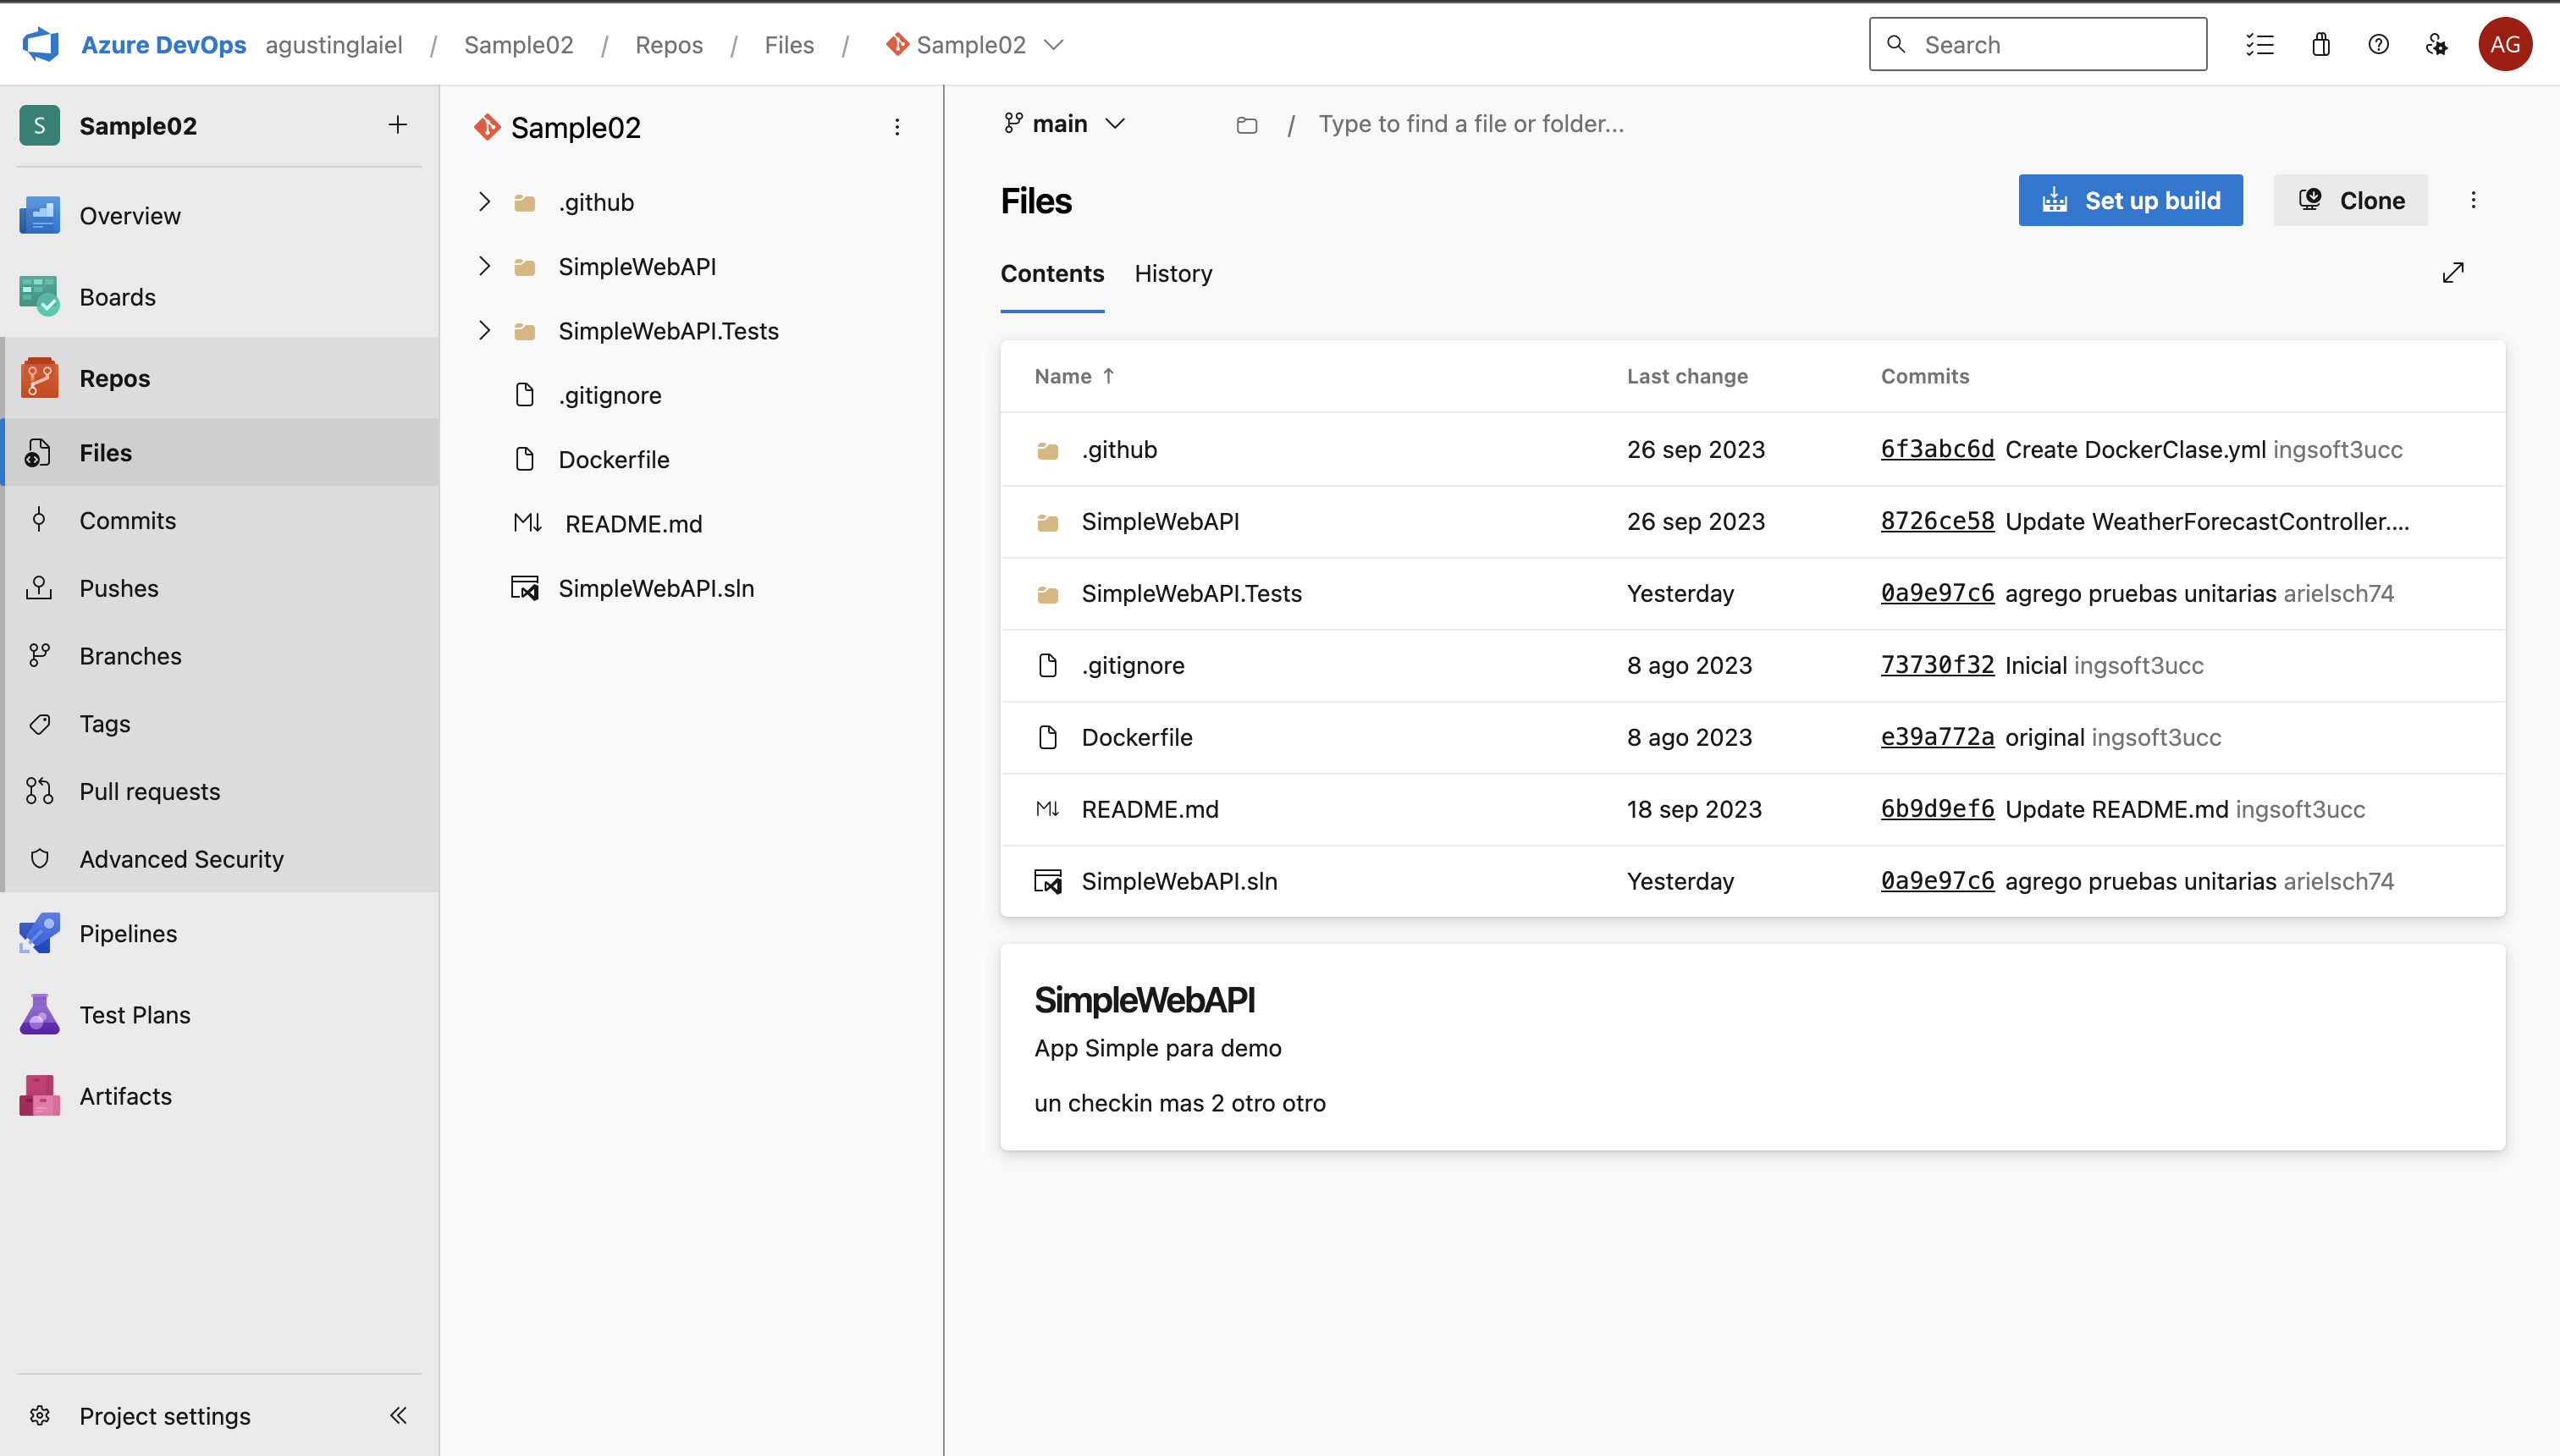 Azure DevOps agustinglaiel / Sample02 / Repos / Files / Sample02
Search
AG
S Sample02
Overview
Boards
Repos
Files
Commits
Pushes
Branches
Tags
Pull requests
Advanced Security
Pipelines
Test Plans
Artifacts
Project settings
Sample02
.github
SimpleWebAPI
SimpleWebAPI.Tests
.gitignore
Dockerfile
M↓ README.md
SimpleWebAPI.sln
main / Type to find a file or folder...
Files
Set up build Clone
Contents History
Name ↑ Last change Commits
.github 26 sep 2023 6f3abc6d Create DockerClase.yml ingsoft3ucc
SimpleWebAPI 26 sep 2023 8726ce58 Update WeatherForecastController....
SimpleWebAPI.Tests Yesterday 0a9e97c6 agrego pruebas unitarias arielsch74
.gitignore 8 ago 2023 73730f32 Inicial ingsoft3ucc
Dockerfile 8 ago 2023 e39a772a original ingsoft3ucc
M↓ README.md 18 sep 2023 6b9d9ef6 Update README.md ingsoft3ucc
SimpleWebAPI.sln Yesterday 0a9e97c6 agrego pruebas unitarias arielsch74
SimpleWebAPI
App Simple para demo
un checkin mas 2 otro otro